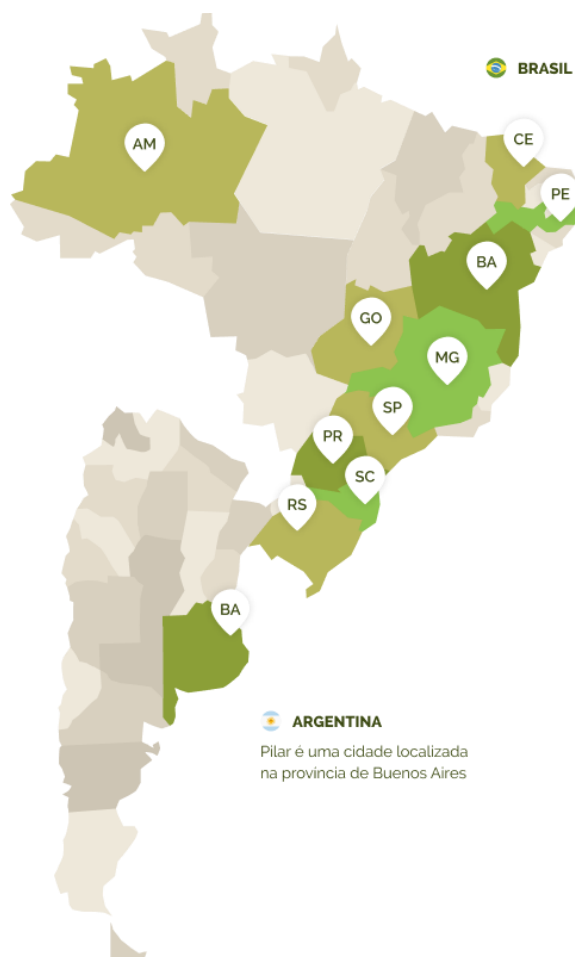 BRASIL
AM
CE
PE
BA
GO
MG
SP
PR
SC
RS
BA
ARGENTINA
Pilar é uma cidade localizada
na província de Buenos Aires